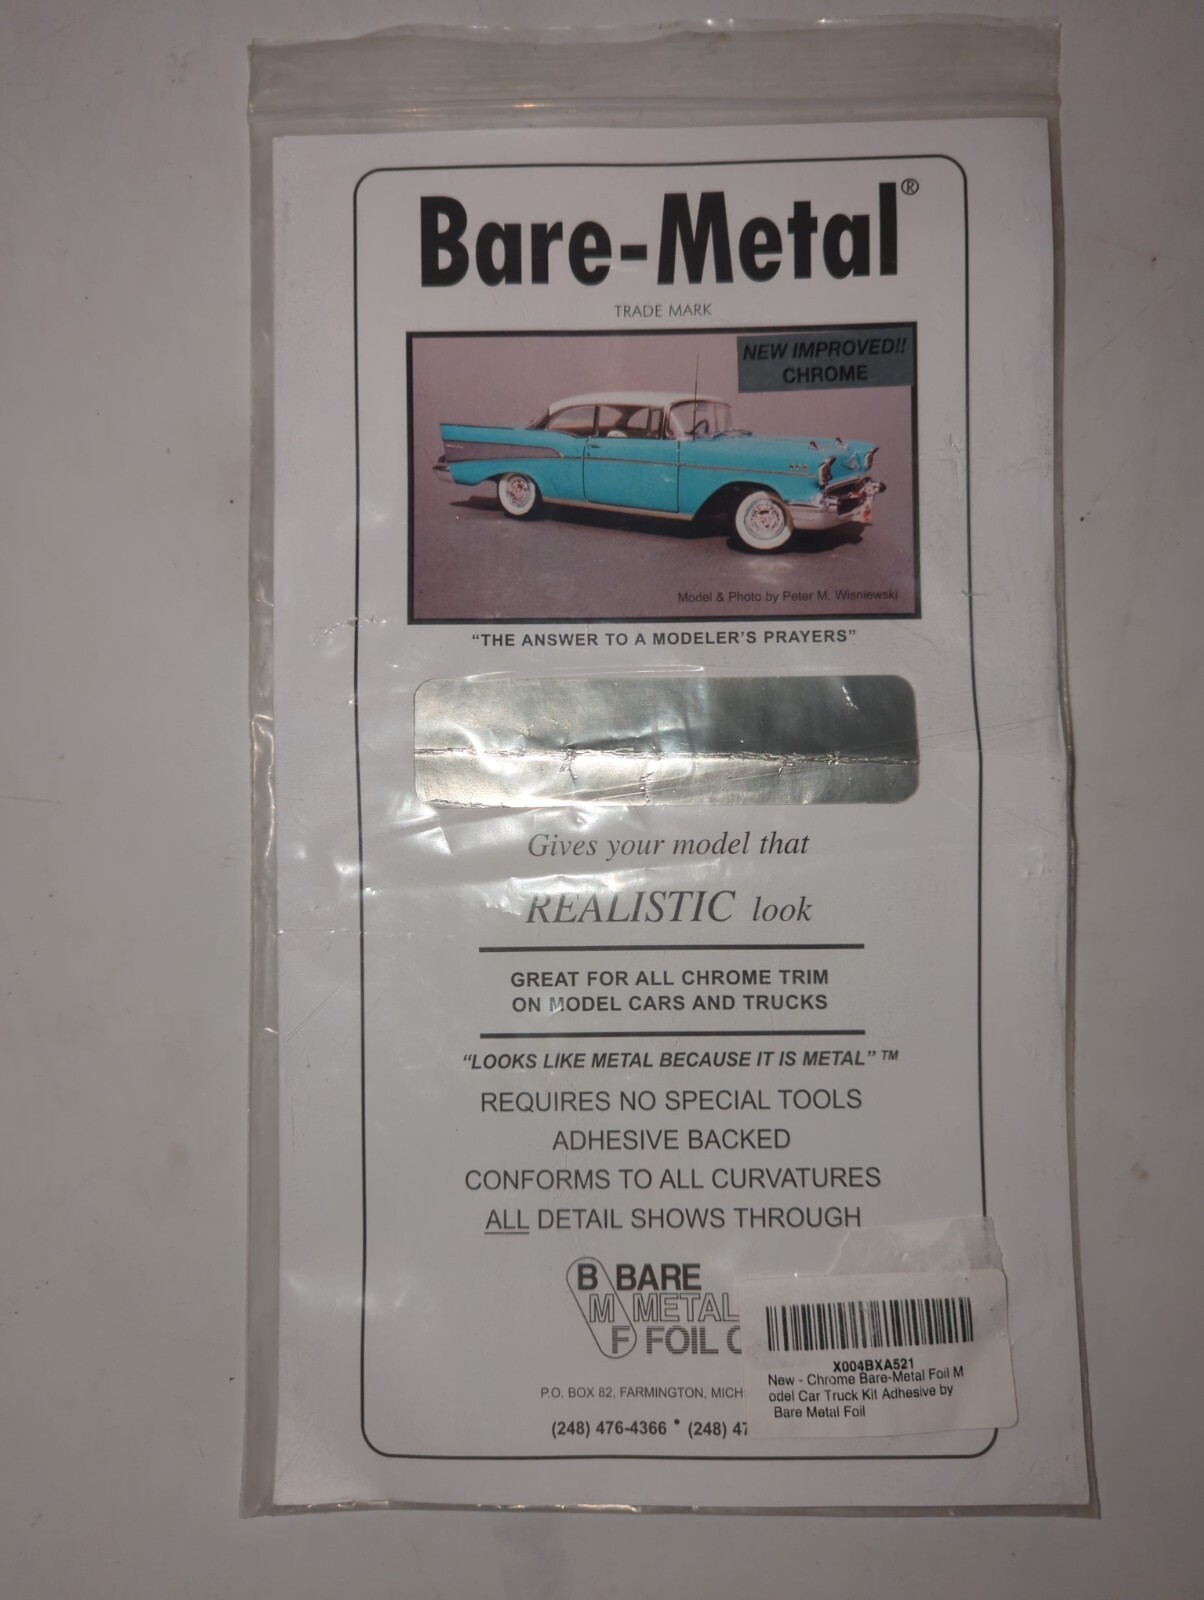 Bare-Metal®
TRADE MARK
NEW IMPROVED!!
CHROME
Model & Photo by Peter M. Wisniewski
“THE ANSWER TO A MODELER’S PRAYERS”
Gives your model that
REALISTIC look
GREAT FOR ALL CHROME TRIM
ON MODEL CARS AND TRUCKS
“LOOKS LIKE METAL BECAUSE IT IS METAL” ™
REQUIRES NO SPECIAL TOOLS
ADHESIVE BACKED
CONFORMS TO ALL CURVATURES
ALL DETAIL SHOWS THROUGH
B BARE
M METAL
F FOIL C
P.O. BOX 82, FARMINGTON, MICH
(248) 476-4366 • (248) 47
X004BXA521
New - Chrome Bare-Metal Foil M
odel Car Truck Kit Adhesive by
Bare Metal Foil